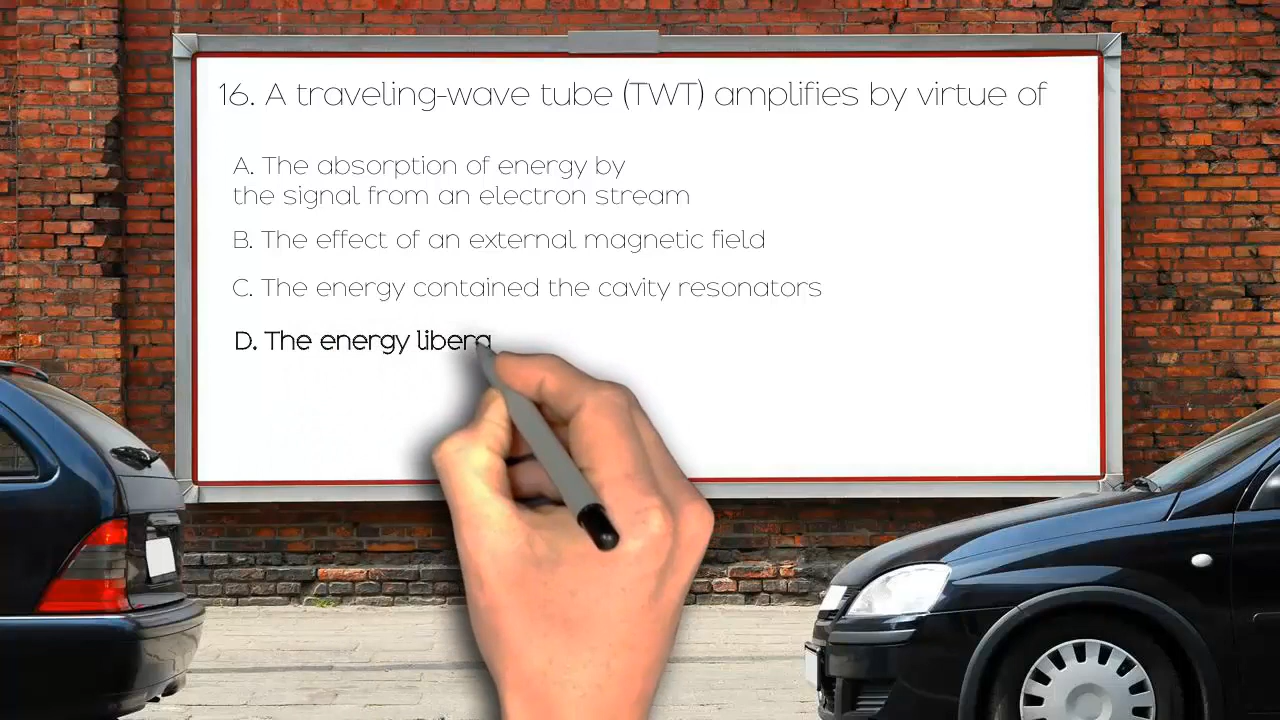 16. A traveling-wave tube (TWT) amplifies by virtue of
A. The absorption of energy by
the signal from an electron stream
B. The effect of an external magnetic field
C. The energy contained the cavity resonators
D. The energy libera